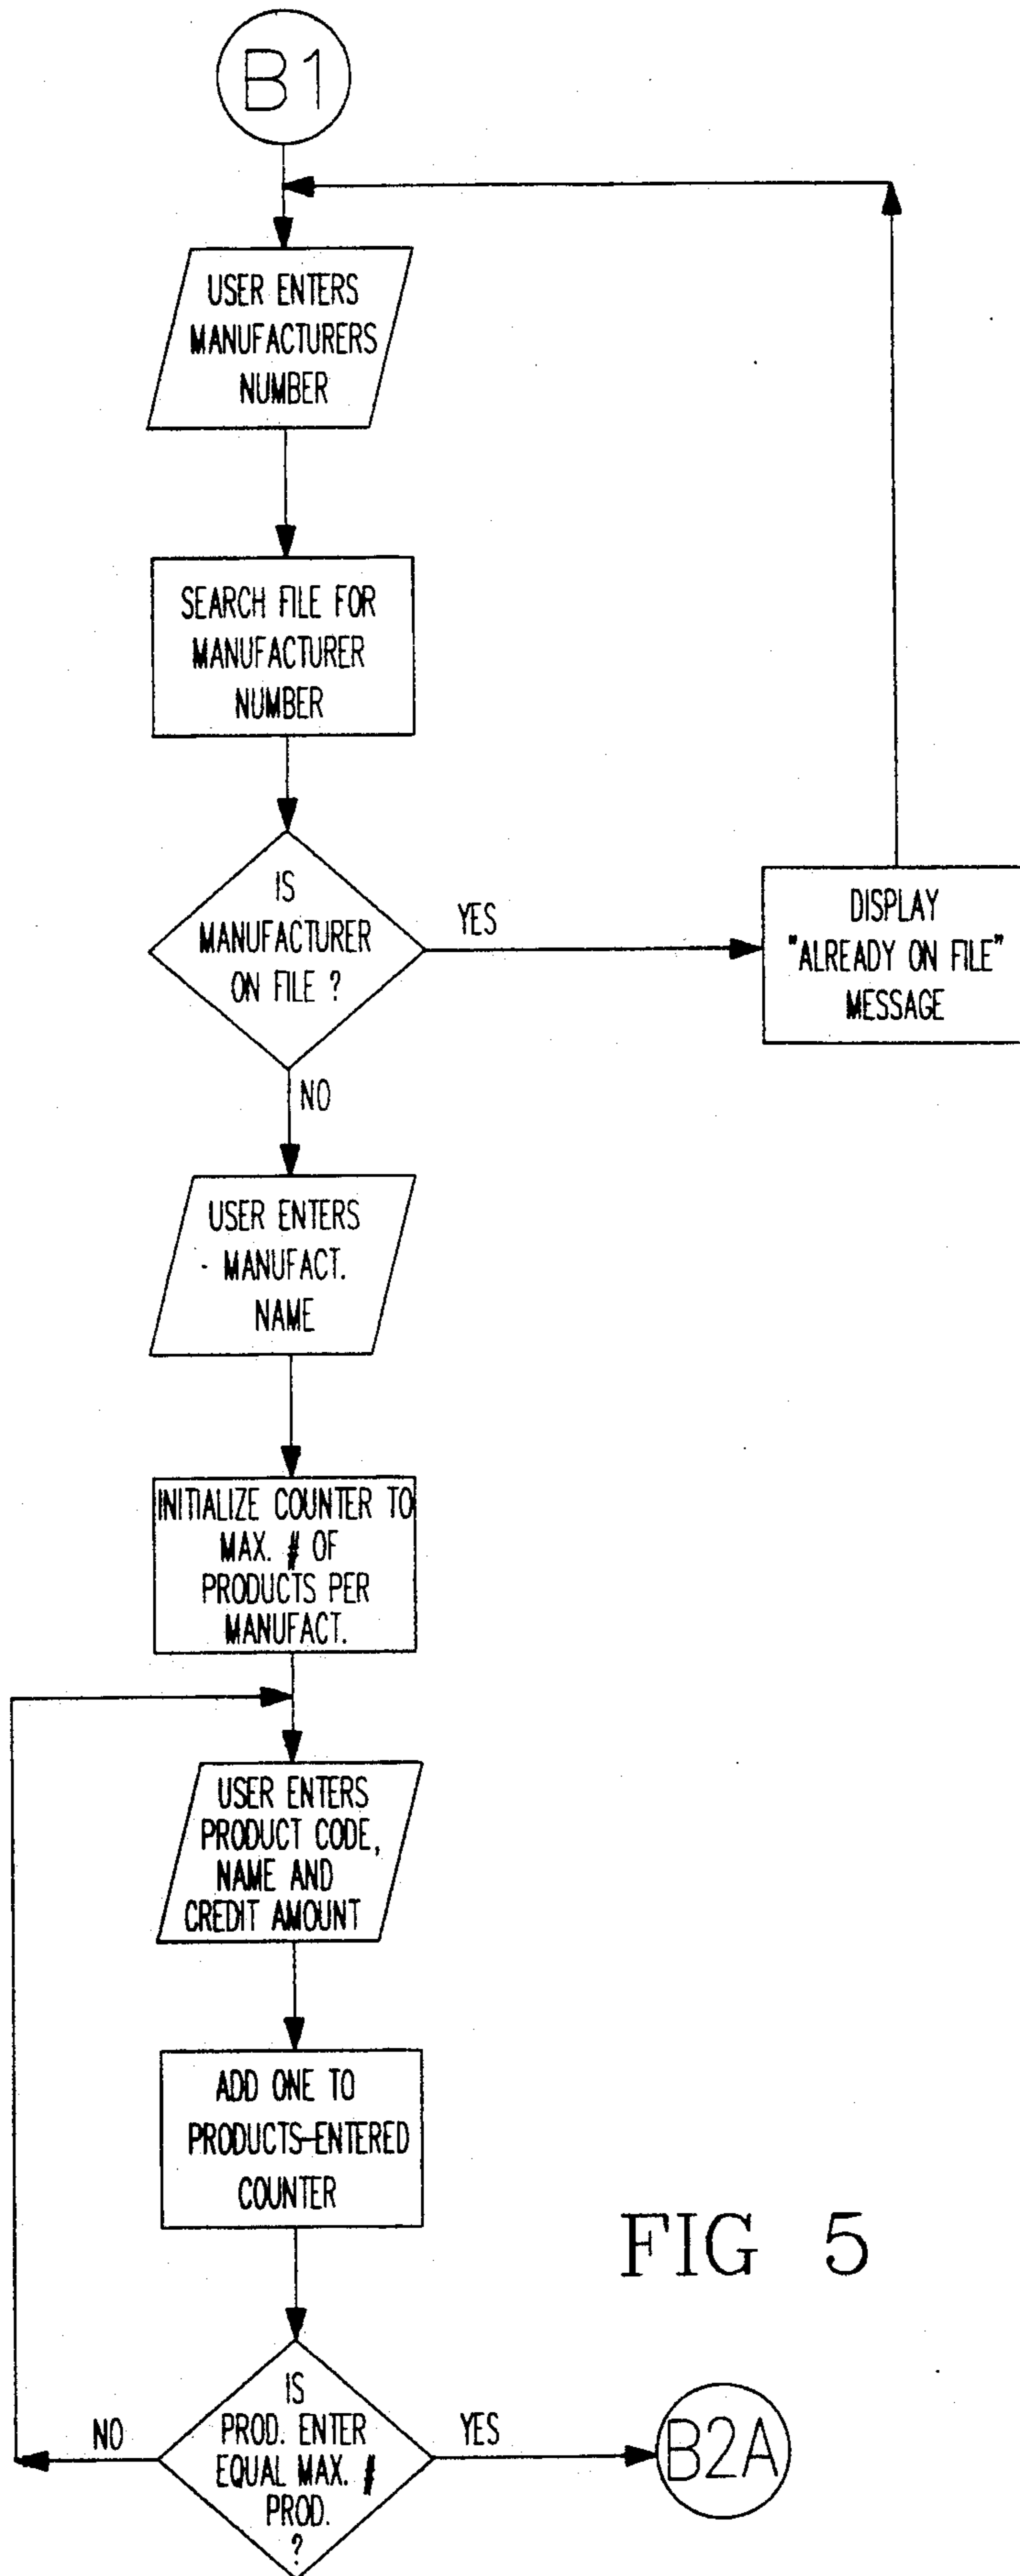 B1
USER ENTERS
MANUFACTURERS
NUMBER
SEARCH FILE FOR
MANUFACTURER
NUMBER
IS
MANUFACTURER
ON FILE ?
YES
DISPLAY
"ALREADY ON FILE"
MESSAGE
NO
USER ENTERS
MANUFACT.
NAME
INITIALIZE COUNTER TO
MAX. # OF
PRODUCTS PER
MANUFACT.
USER ENTERS
PRODUCT CODE,
NAME AND
CREDIT AMOUNT
ADD ONE TO
PRODUCTS-ENTERED
COUNTER
FIG 5
IS
PROD. ENTER
EQUAL MAX. #
PROD.
?
NO
YES
B2A